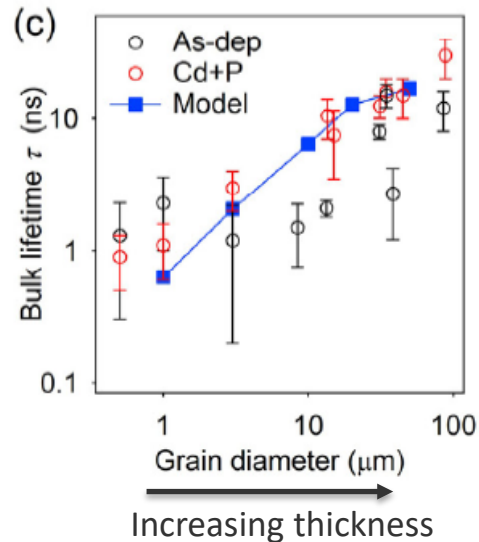 (c)
As-dep
Cd+P
Model
Bulk lifetime τ (ns)
10
1
0.1
1 10 100
Grain diameter (μm)
Increasing thickness